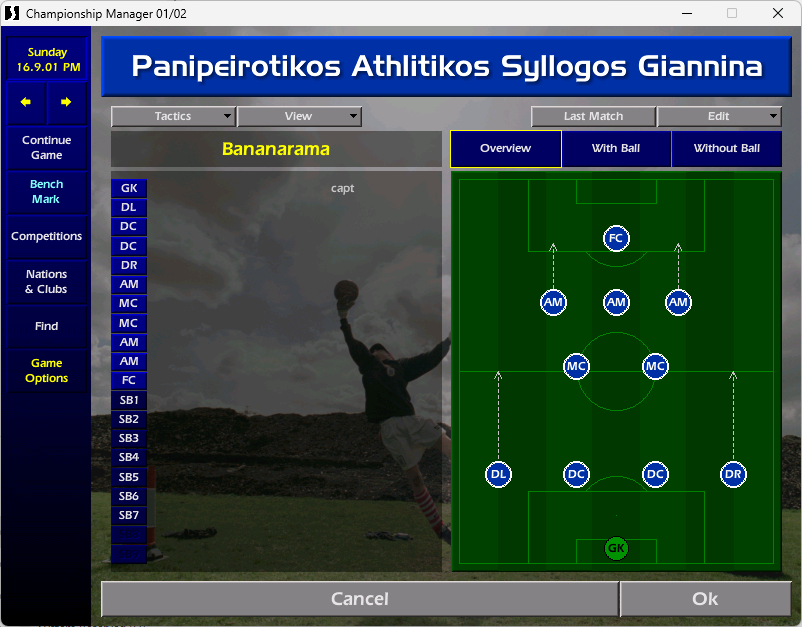 Championship Manager 01/02
Sunday
16.9.01 PM
Continue
Game
Bench
Mark
Competitions
Nations
& Clubs
Find
Game
Options
Panipeirotikos Athlitikos Syllogos Giannina
Tactics
View
Last Match
Edit
Bananarama
Overview
With Ball
Without Ball
GK capt
DL
DC
DC
DR
AM
MC
MC
AM
AM
FC
SB1
SB2
SB3
SB4
SB5
SB6
SB7
FC
AM AM AM
MC MC
DL DC DC DR
GK
Cancel
Ok